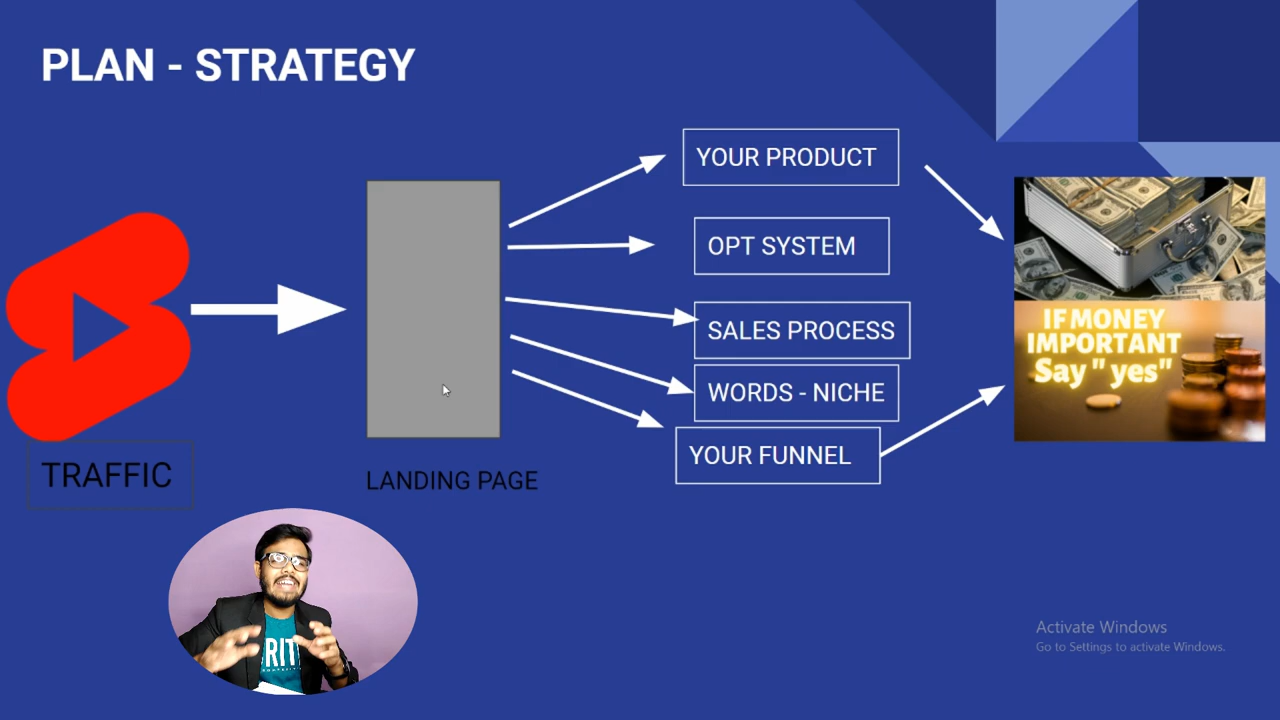 PLAN - STRATEGY
YOUR PRODUCT
OPT SYSTEM
SALES PROCESS
WORDS - NICHE
YOUR FUNNEL
IF MONEY
IMPORTANT
Say " yes"
TRAFFIC
LANDING PAGE
Activate Windows
Go to Settings to activate Windows.